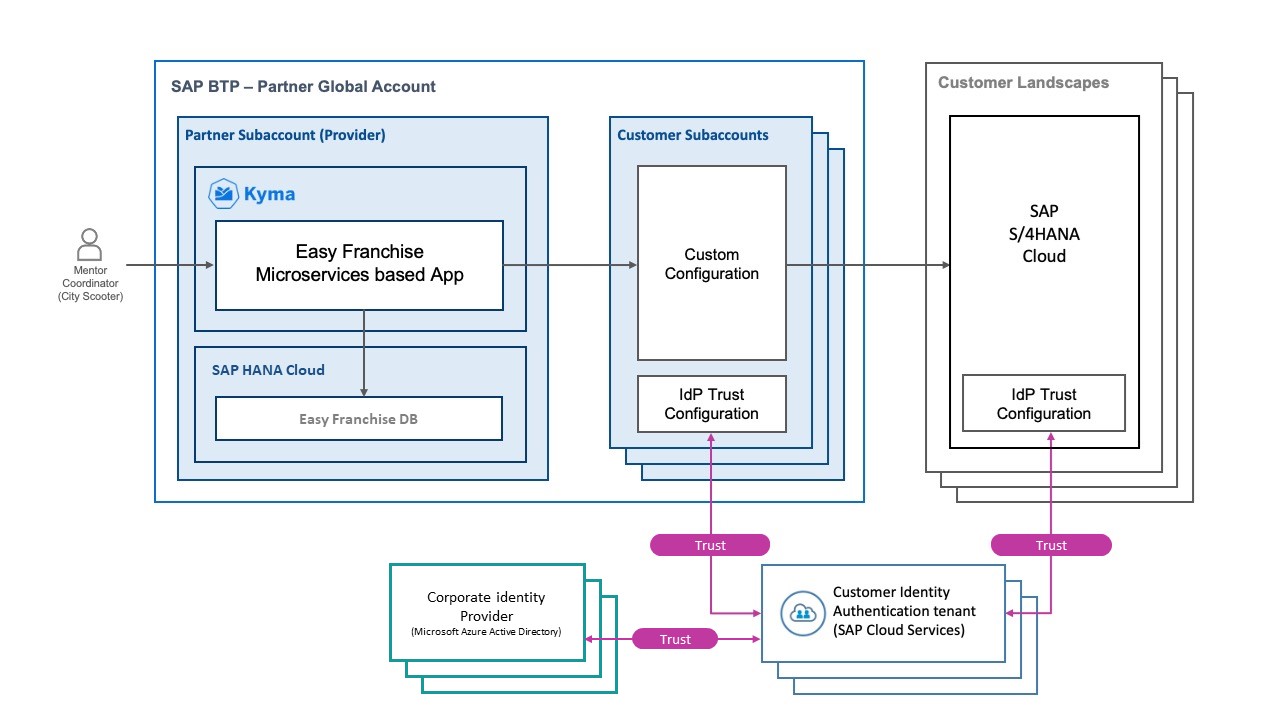 SAP BTP – Partner Global Account
Customer Landscapes
Partner Subaccount (Provider)
Customer Subaccounts
Kyma
Easy Franchise
Microservices based App
Custom
Configuration
SAP
S/4HANA
Cloud
Mentor
Coordinator
(City Scooter)
SAP HANA Cloud
Easy Franchise DB
IdP Trust
Configuration
IdP Trust
Configuration
Trust
Trust
Corporate identity
Provider
(Microsoft Azure Active Directory)
Trust
Customer Identity
Authentication tenant
(SAP Cloud Services)